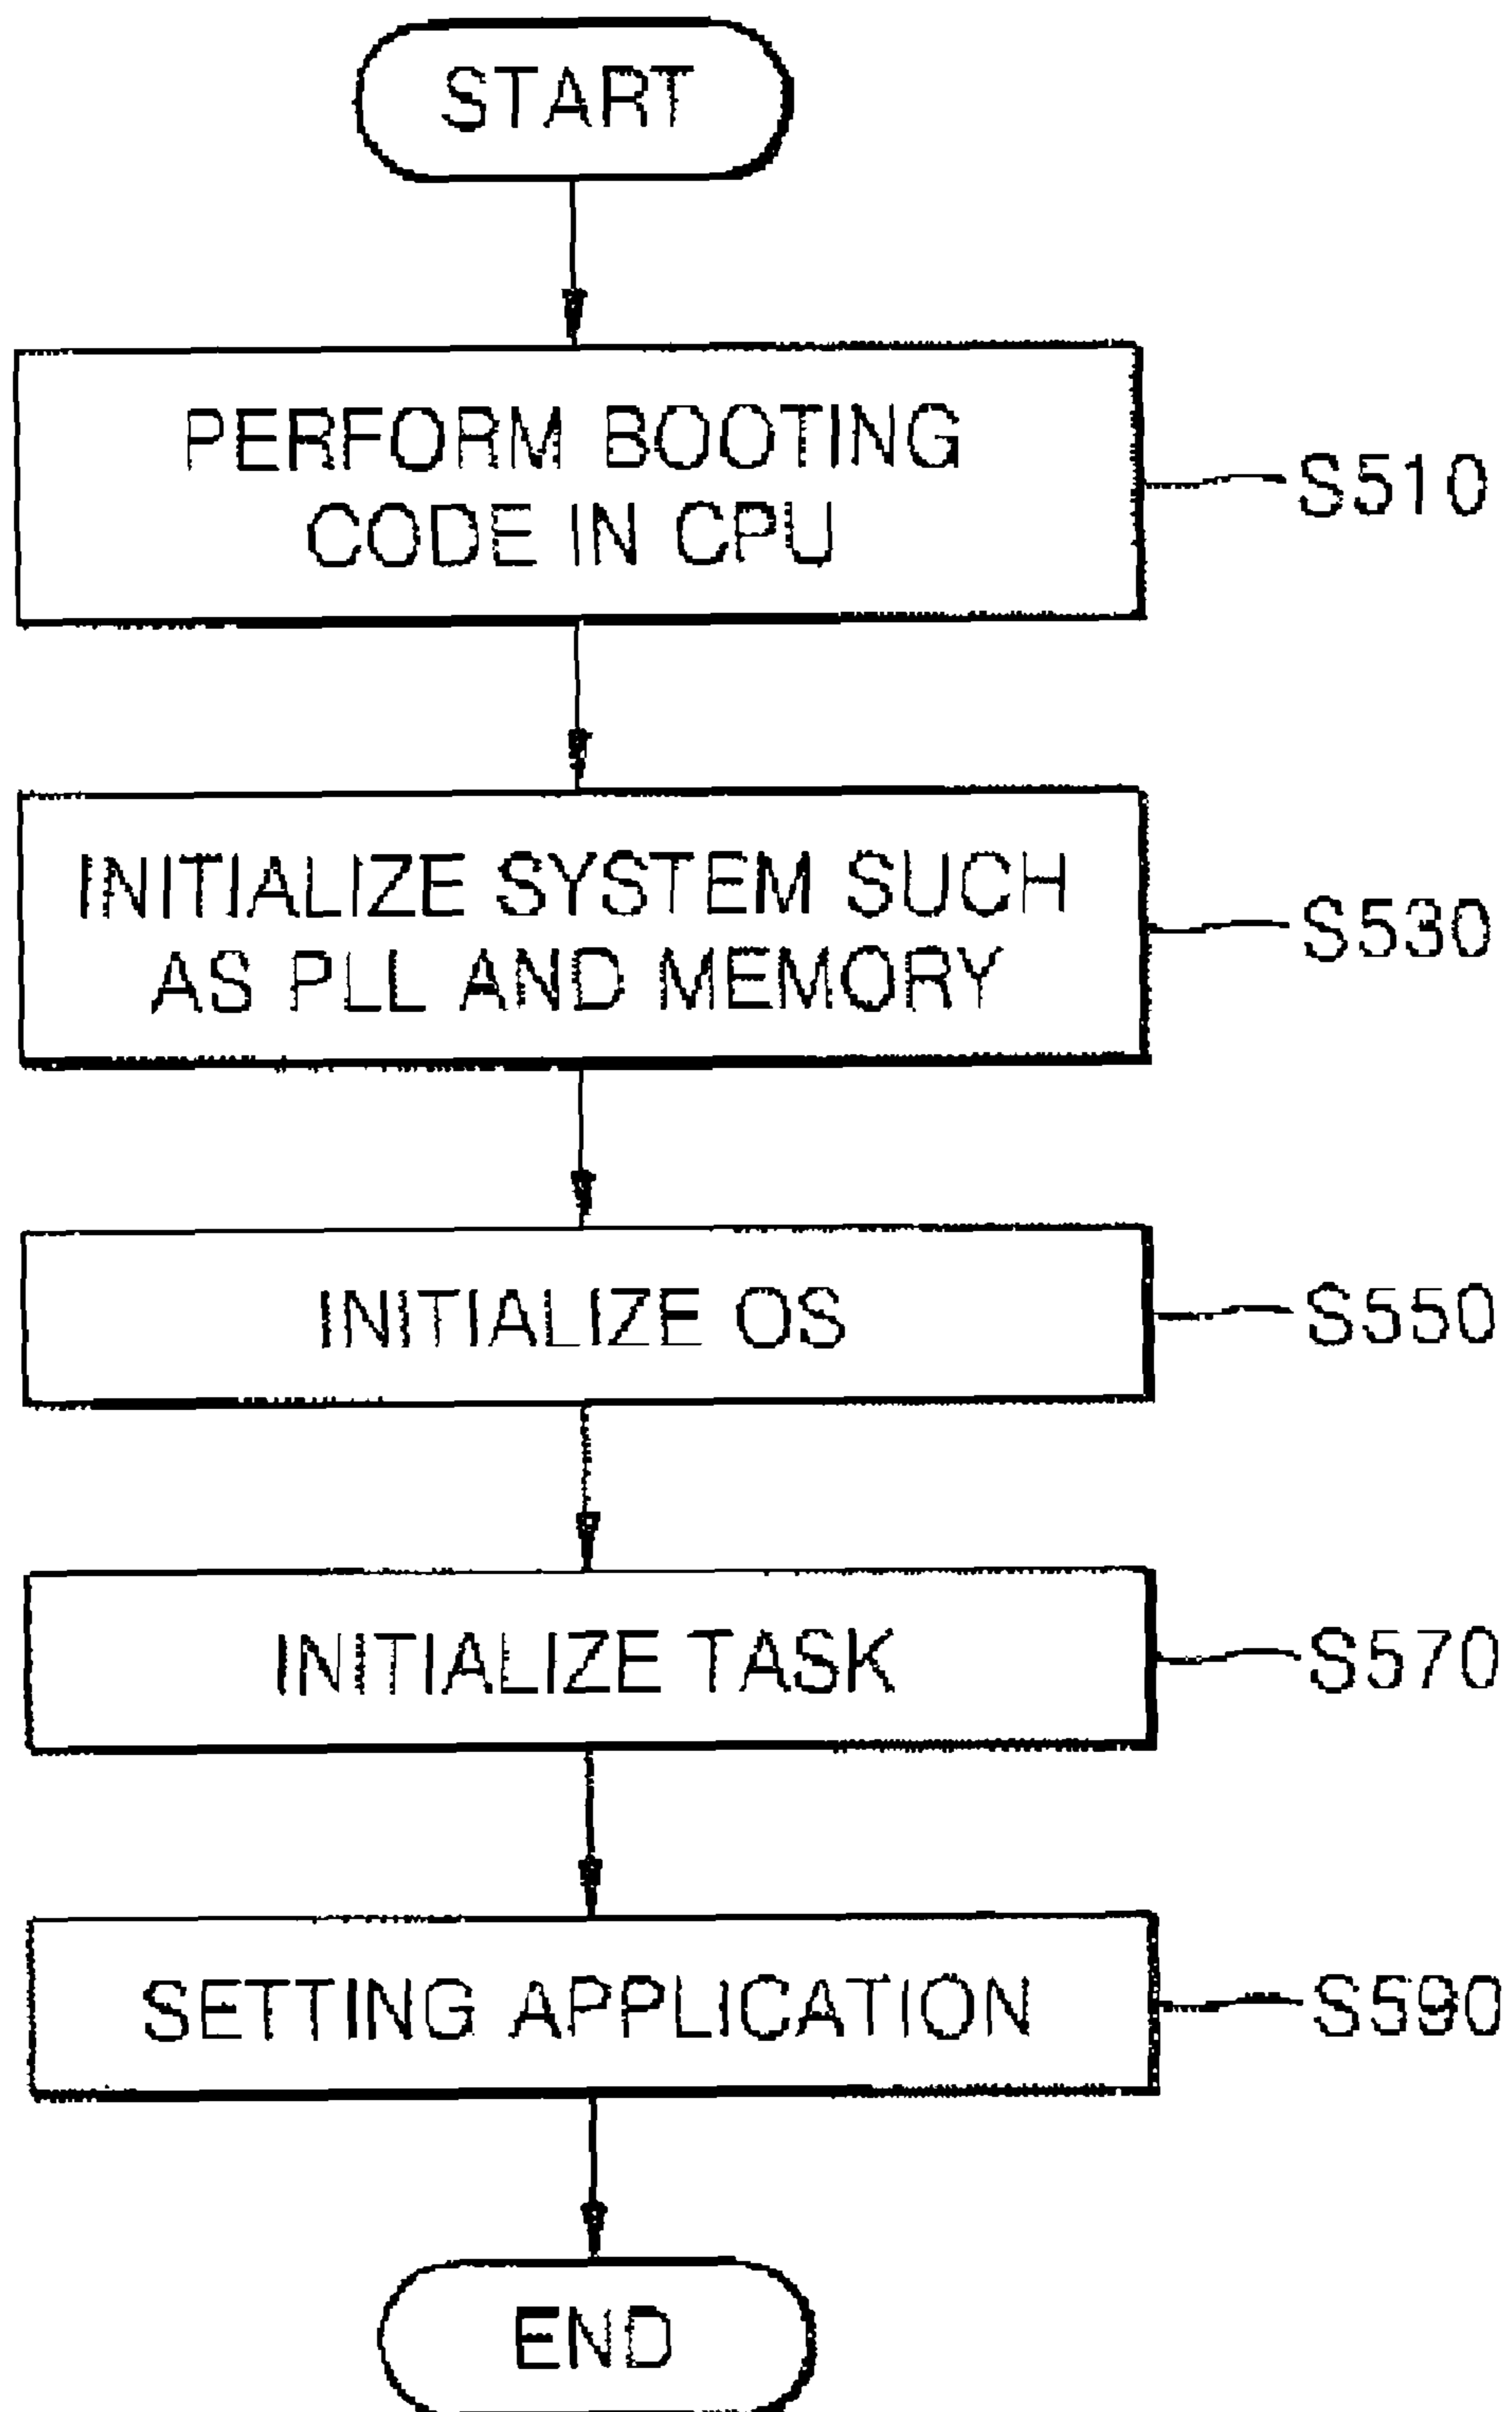 START
PERFORM BOOTING
CODE IN CPU
S510
INITIALIZE SYSTEM SUCH
AS PLL AND MEMORY
S530
INITIALIZE OS
S550
INITIALIZE TASK
S570
SETTING APPLICATION
S590
END